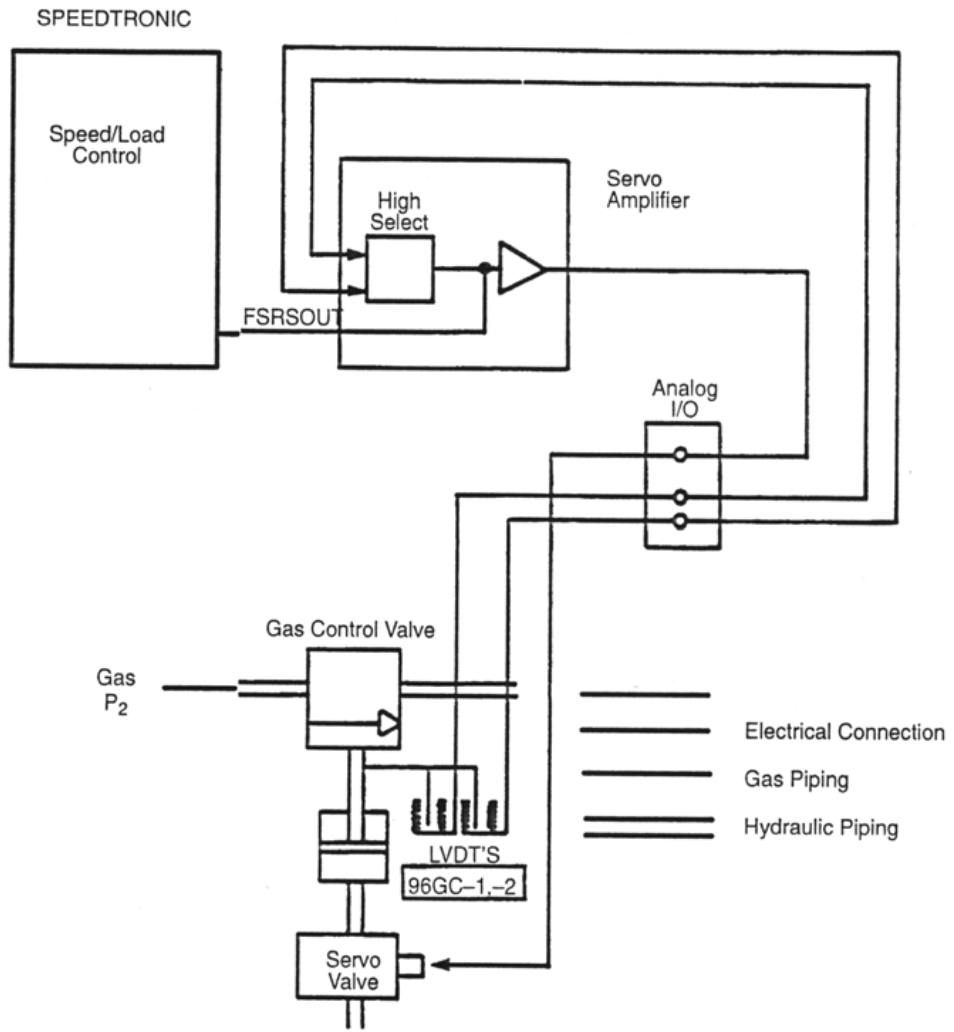 SPEEDTRONIC
Speed/Load
Control
High
Select
Servo
Amplifier
FSRSOUT
Analog
I/O
Gas Control Valve
Gas
P2
Electrical Connection
Gas Piping
Hydraulic Piping
LVDT'S
96GC–1,–2
Servo
Valve